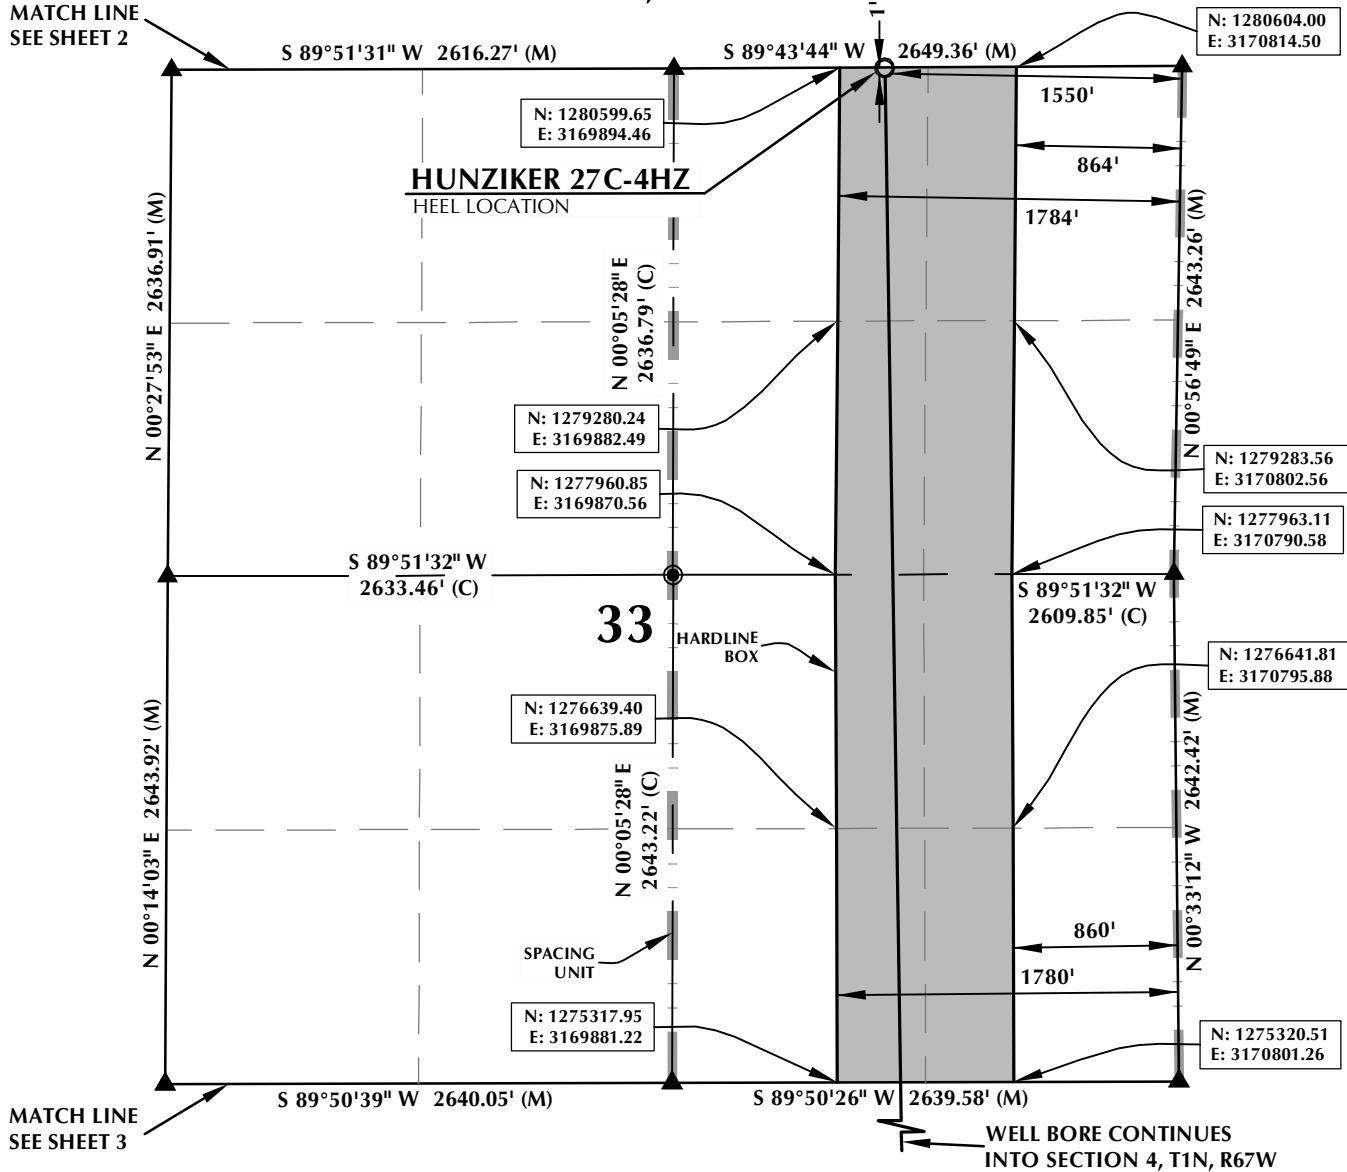 MATCH LINE
SEE SHEET 2
S 89°51'31" W 2616.27' (M)
S 89°43'44" W 2649.36' (M)
1'
N: 1280604.00
E: 3170814.50
N: 1280599.65
E: 3169894.46
1550'
864'
1784'
HUNZIKER 27C-4HZ
HEEL LOCATION
N 00°27'53" E 2636.91' (M)
N 00°05'28" E
2636.79' (C)
N 00°56'49" E 2643.26' (M)
N: 1279280.24
E: 3169882.49
N: 1279283.56
E: 3170802.56
N: 1277960.85
E: 3169870.56
N: 1277963.11
E: 3170790.58
S 89°51'32" W
2633.46' (C)
S 89°51'32" W
2609.85' (C)
33
HARDLINE
BOX
N: 1276641.81
E: 3170795.88
N: 1276639.40
E: 3169875.89
N 00°14'03" E 2643.92' (M)
N 00°05'28" E
2643.22' (C)
N 00°33'12" W 2642.42' (M)
SPACING
UNIT
860'
1780'
N: 1275317.95
E: 3169881.22
N: 1275320.51
E: 3170801.26
S 89°50'39" W 2640.05' (M)
S 89°50'26" W 2639.58' (M)
MATCH LINE
SEE SHEET 3
WELL BORE CONTINUES
INTO SECTION 4, T1N, R67W